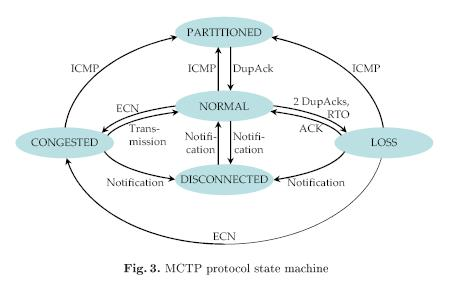 PARTITIONED
ICMP
ICMP
DupAck
ICMP
ECN
NORMAL
2 DupAcks,
RTO
Trans-
mission
ACK
Notifi-
cation
Notifi-
cation
CONGESTED
LOSS
Notification
DISCONNECTED
Notification
ECN
Fig. 3. MCTP protocol state machine